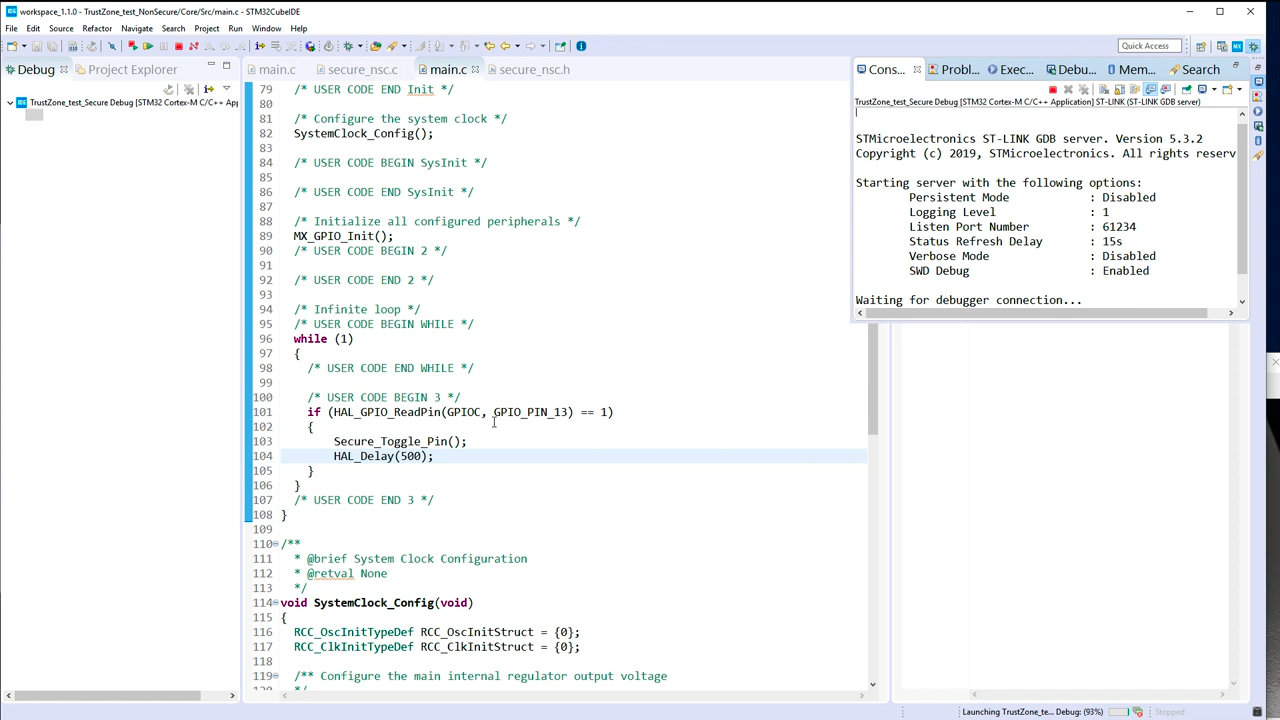 workspace_1.1.0 - TrustZone_test_NonSecure/Core/Src/main.c - STM32CubeIDE
File Edit Source Refactor Navigate Search Project Run Window Help
Quick Access
Debug Project Explorer
TrustZone_test_Secure Debug [STM32 Cortex-M C/C++ App
main.c secure_nsc.c main.c secure_nsc.
79 /* USER CODE END Init */
80
81 /* Configure the system clock */
82 SystemClock_Config();
83
84 /* USER CODE BEGIN SysInit */
85
86 /* USER CODE END SysInit */
87
88 /* Initialize all configured peripherals */
89 MX_GPIO_Init();
90 /* USER CODE BEGIN 2 */
91
92 /* USER CODE END 2 */
93
94 /* Infinite loop */
95 /* USER CODE BEGIN WHILE */
96 while (1)
97 {
98 /* USER CODE END WHILE */
99
100 /* USER CODE BEGIN 3 */
101 if (HAL_GPIO_ReadPin(GPIOC, GPIO_PIN_13) == 1)
102 {
103 Secure_Toggle_Pin();
104 HAL_Delay(500);
105 }
106 }
107 /* USER CODE END 3 */
108 }
109
110 /**
111 * @brief System Clock Configuration
112 * @retval None
113 */
114 void SystemClock_Config(void)
115 {
116 RCC_OscInitTypeDef RCC_OscInitStruct = {0};
117 RCC_ClkInitTypeDef RCC_ClkInitStruct = {0};
118
119 /** Configure the main internal regulator output voltage
120 */
Cons... Probl... Exec... Debu... Mem... Search
TrustZone_test_Secure Debug [STM32 Cortex-M C/C++ Application] ST-LINK (ST-LINK GDB server)
STMicroelectronics ST-LINK GDB server. Version 5.3.2
Copyright (c) 2019, STMicroelectronics. All rights reserv
Starting server with the following options:
Persistent Mode : Disabled
Logging Level : 1
Listen Port Number : 61234
Status Refresh Delay : 15s
Verbose Mode : Disabled
SWD Debug : Enabled
Waiting for debugger connection...
Launching TrustZone_te... Debug: (93%) Stopped